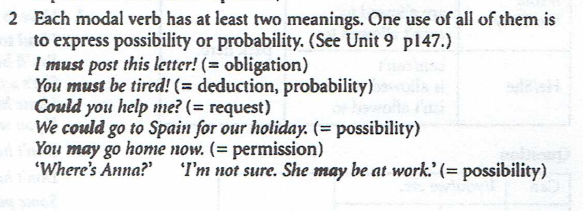 2 Each modal verb has at least two meanings. One use of all of them is
to express possibility or probability. (See Unit 9 p147.)
I must post this letter! (= obligation)
You must be tired! (= deduction, probability)
Could you help me? (= request)
We could go to Spain for our holiday. (= possibility)
You may go home now. (= permission)
‘Where's Anna?’ ‘I'm not sure. She may be at work.’ (= possibility)